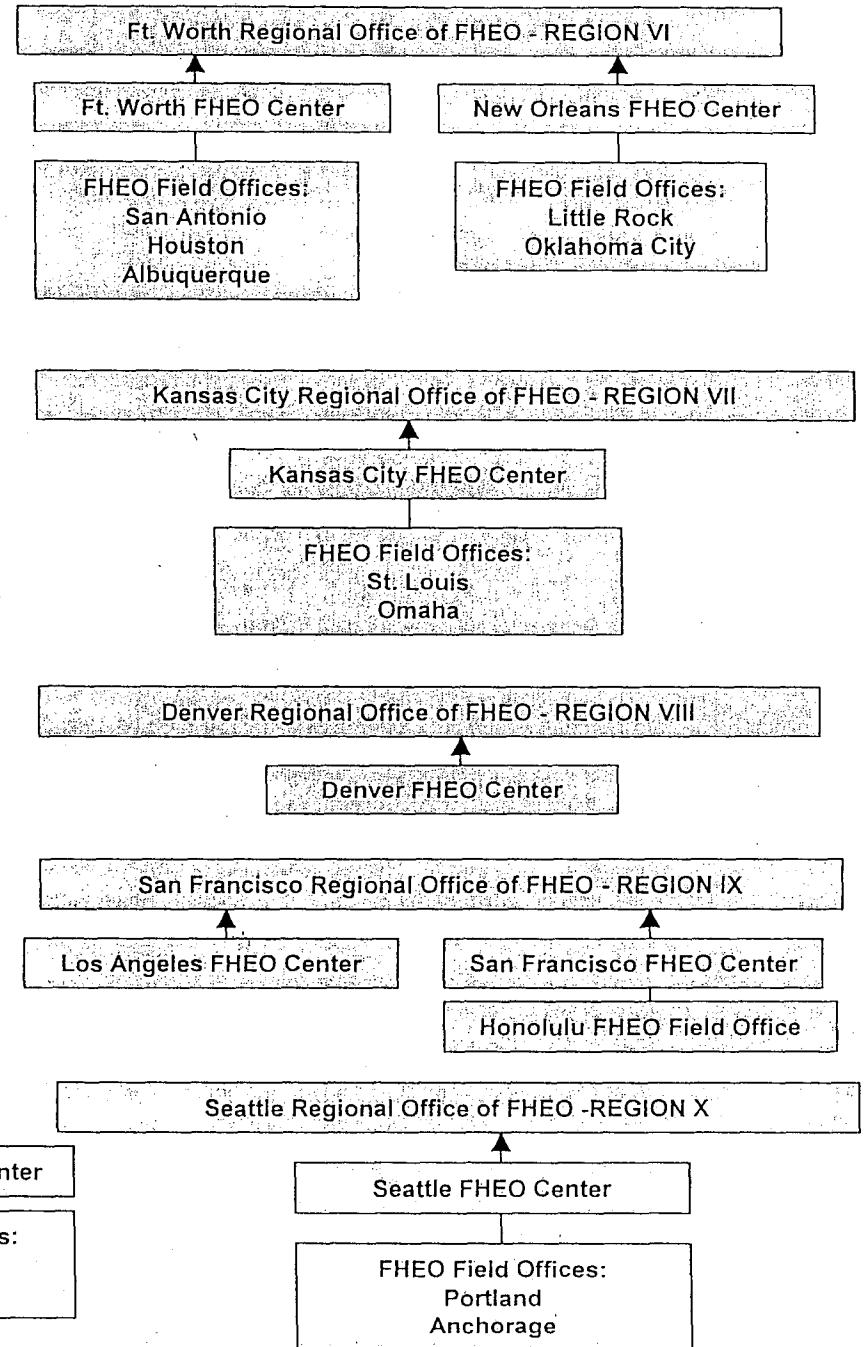 Ft. Worth Regional Office of FHEO - REGION VI
Ft. Worth FHEO Center
New Orleans FHEO Center
FHEO Field Offices:
San Antonio
Houston
Albuquerque
FHEO Field Offices:
Little Rock
Oklahoma City
Kansas City Regional Office of FHEO - REGION VII
Kansas City FHEO Center
FHEO Field Offices:
St. Louis
Omaha
Denver Regional Office of FHEO - REGION VIII
Denver FHEO Center
San Francisco Regional Office of FHEO - REGION IX
Los Angeles FHEO Center
San Francisco FHEO Center
Honolulu FHEO Field Office
Seattle Regional Office of FHEO -REGION X
nter
s:
Seattle FHEO Center
FHEO Field Offices:
Portland
Anchorage